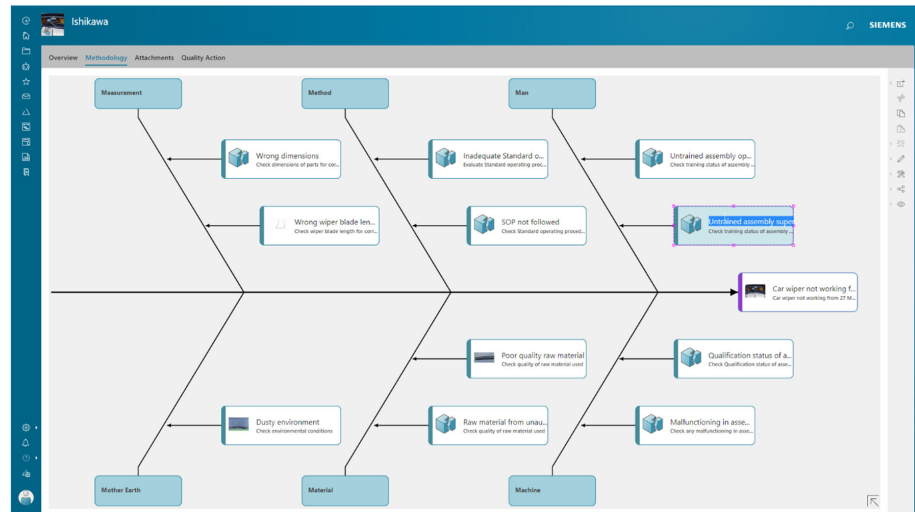 Ishikawa
SIEMENS
Overview Methodology Attachments Quality Action
Measurement
Method
Man
Wrong dimensions
Check dimensions of parts for cor...
Inadequate Standard o...
Evaluate Standard operating proc...
Untrained assembly op...
Check training status of assembly ...
Wrong wiper blade len...
Check wiper blade length for corr...
SOP not followed
Check Standard operating proced...
Untrained assembly super
Check training status of assembly ...
Car wiper not working f...
Car wiper not working from 27 M...
Poor quality raw material
Check quality of raw material used
Qualification status of a...
Check Qualification status of asse...
Dusty environment
Check environmental conditions
Raw material from unau...
Check quality of raw material used
Malfunctioning in asse...
Check any malfunctioning in asse...
Mother Earth
Material
Machine